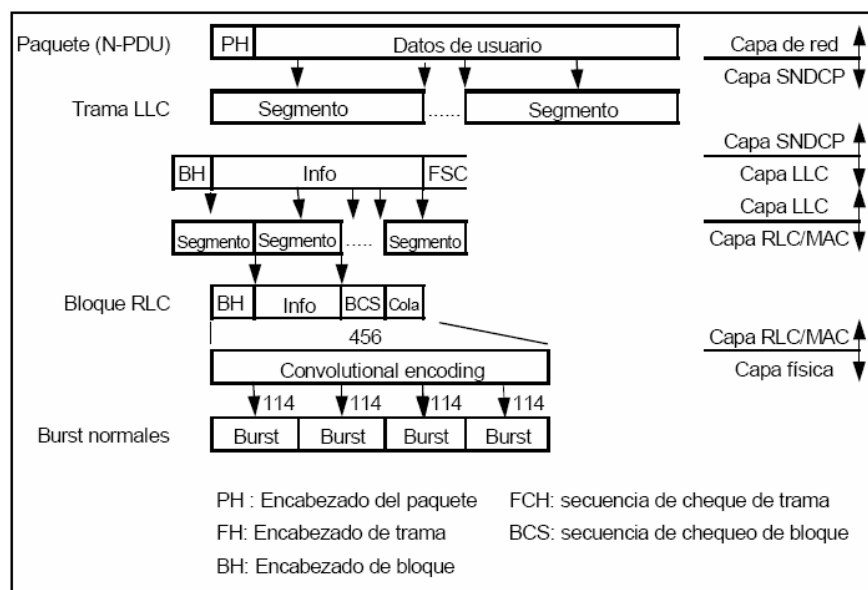 Paquete (N-PDU) PH Datos de usuario Capa de red
Capa SNDCP
Trama LLC Segmento ...... Segmento
Capa SNDCP
BH Info FSC Capa LLC
Capa LLC
Segmento Segmento ..... Segmento Capa RLC/MAC
Bloque RLC BH Info BCS Cola
456 Capa RLC/MAC
Convolutional encoding Capa física
114 114 114 114
Burst normales Burst Burst Burst Burst
PH : Encabezado del paquete FCH: secuencia de cheque de trama
FH: Encabezado de trama BCS: secuencia de chequeo de bloque
BH: Encabezado de bloque